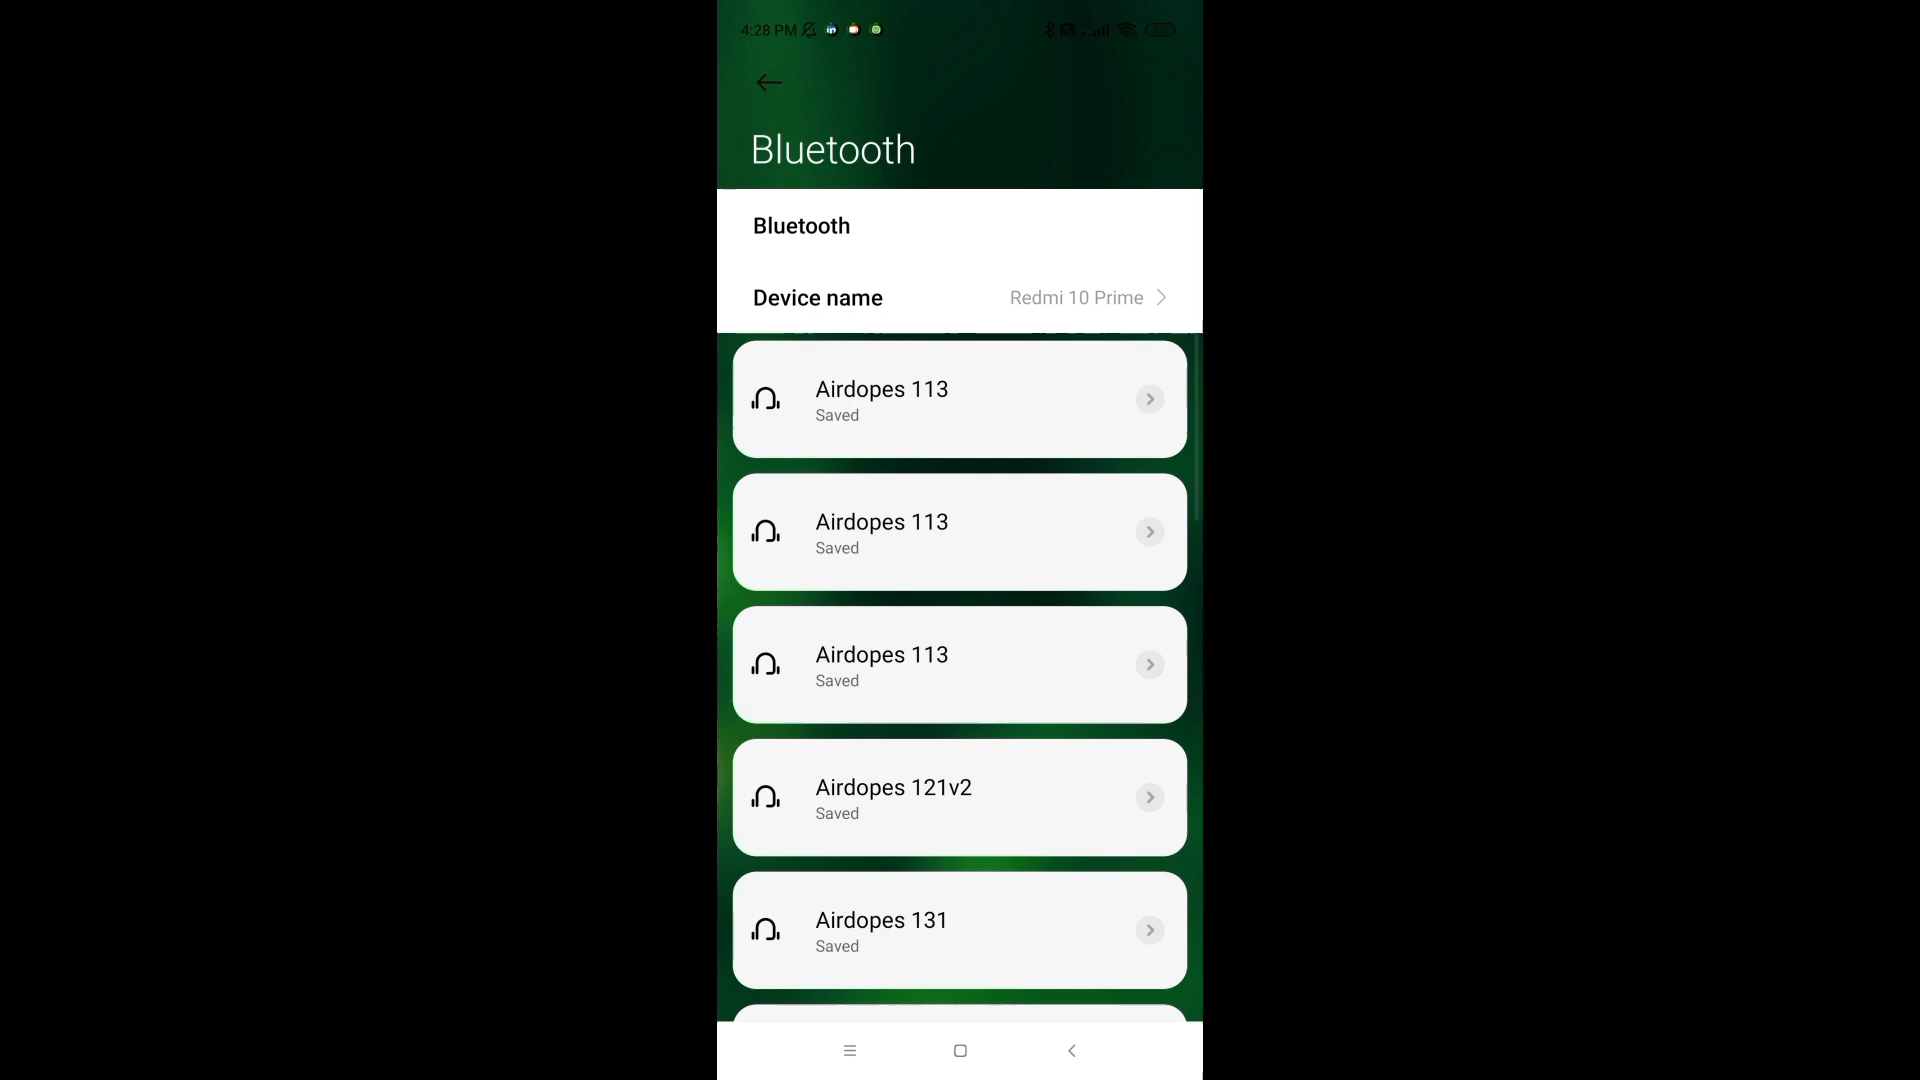 4:28 PM
Bluetooth
Bluetooth
Device name Redmi 10 Prime
Airdopes 113
Saved
Airdopes 113
Saved
Airdopes 113
Saved
Airdopes 121v2
Saved
Airdopes 131
Saved